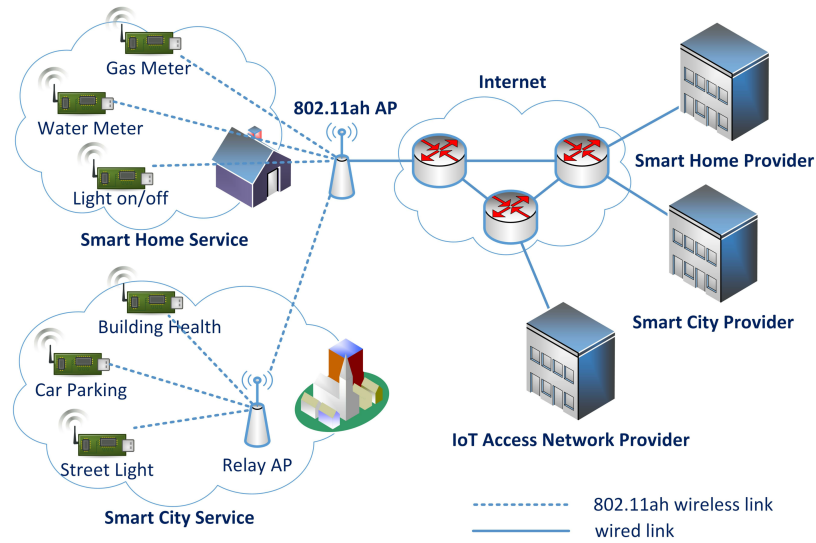 Gas Meter
Water Meter
Light on/off
Smart Home Service
802.11ah AP
Internet
Smart Home Provider
Smart City Provider
IoT Access Network Provider
Building Health
Car Parking
Street Light
Relay AP
Smart City Service
802.11ah wireless link
wired link